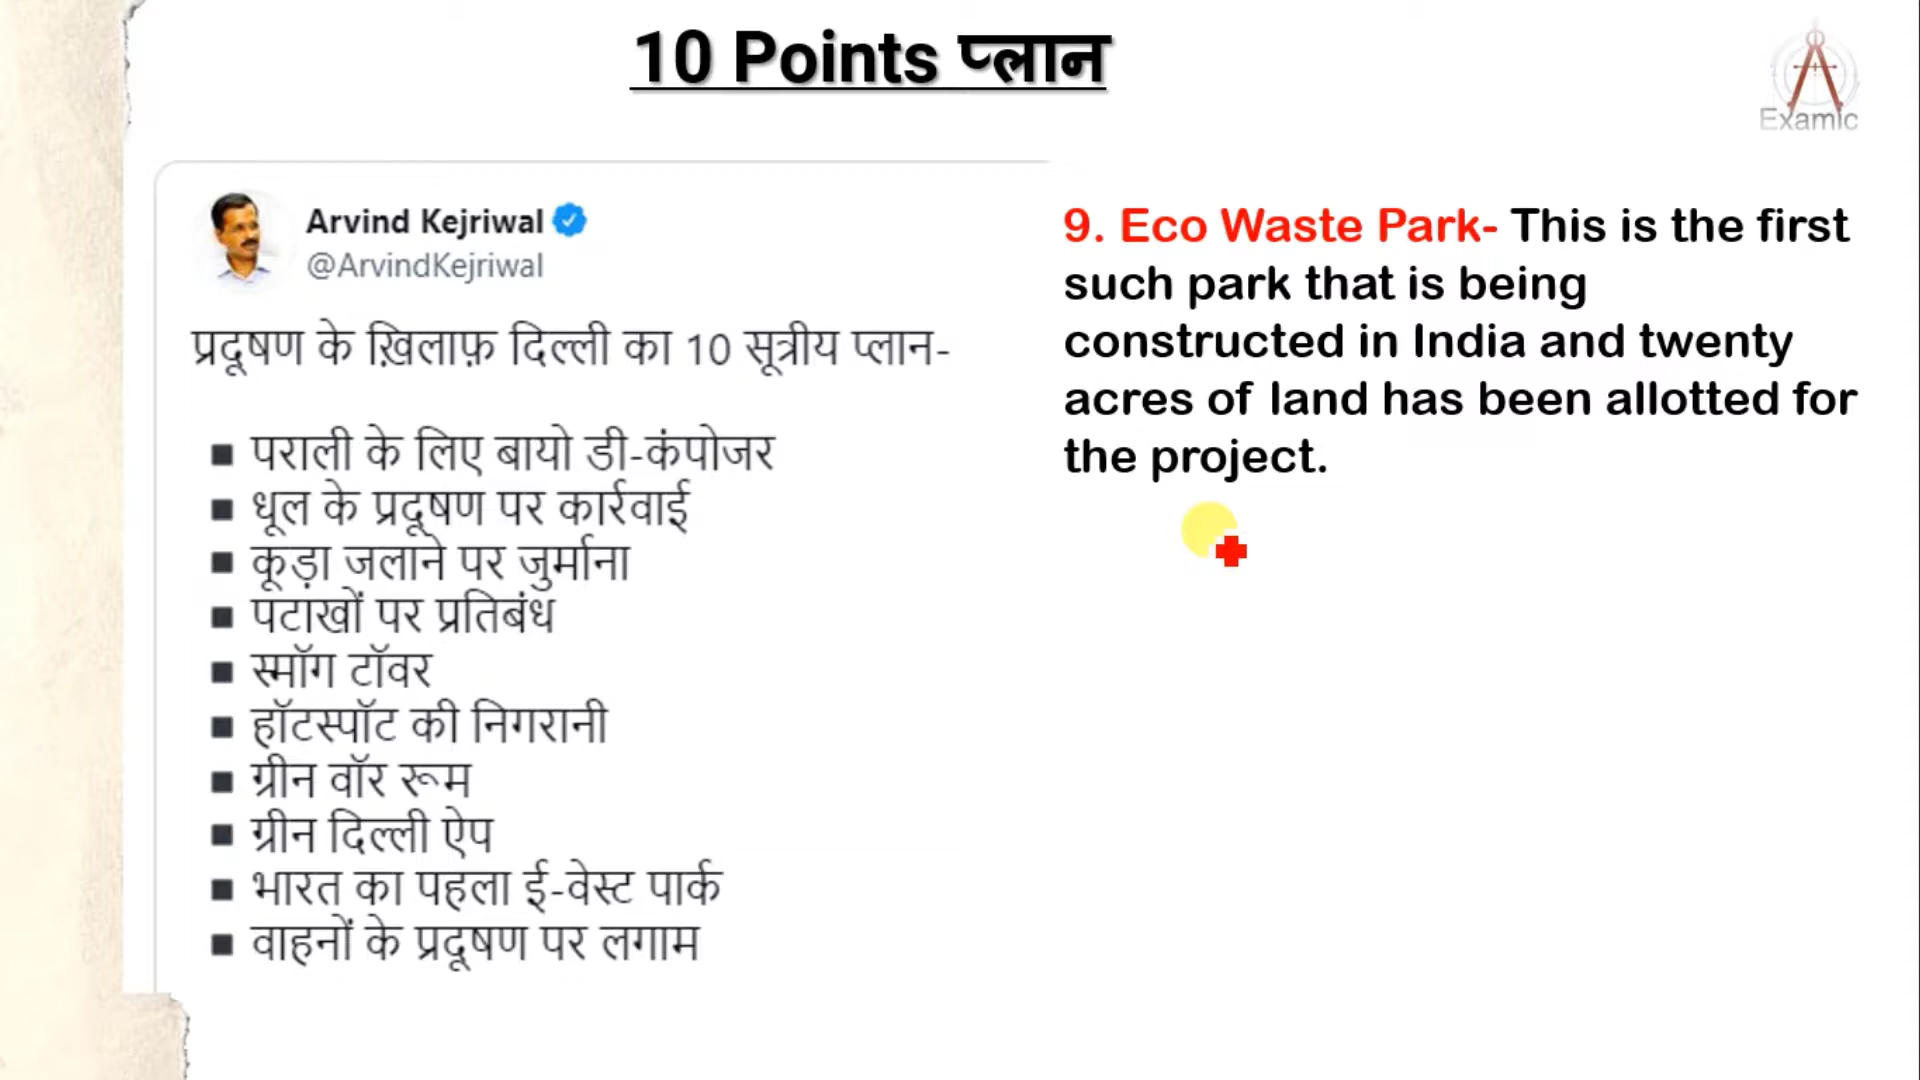 10 Points प्लान
Examic
Arvind Kejriwal
@ArvindKejriwal
प्रदूषण के ख़िलाफ़ दिल्ली का 10 सूत्रीय प्लान-
▪ पराली के लिए बायो डी-कंपोजर
▪ धूल के प्रदूषण पर कार्रवाई
▪ कूड़ा जलाने पर जुर्माना
▪ पटाखों पर प्रतिबंध
▪ स्मॉग टॉवर
▪ हॉटस्पॉट की निगरानी
▪ ग्रीन वॉर रूम
▪ ग्रीन दिल्ली ऐप
▪ भारत का पहला ई-वेस्ट पार्क
▪ वाहनों के प्रदूषण पर लगाम
9. Eco Waste Park- This is the first
such park that is being
constructed in India and twenty
acres of land has been allotted for
the project.